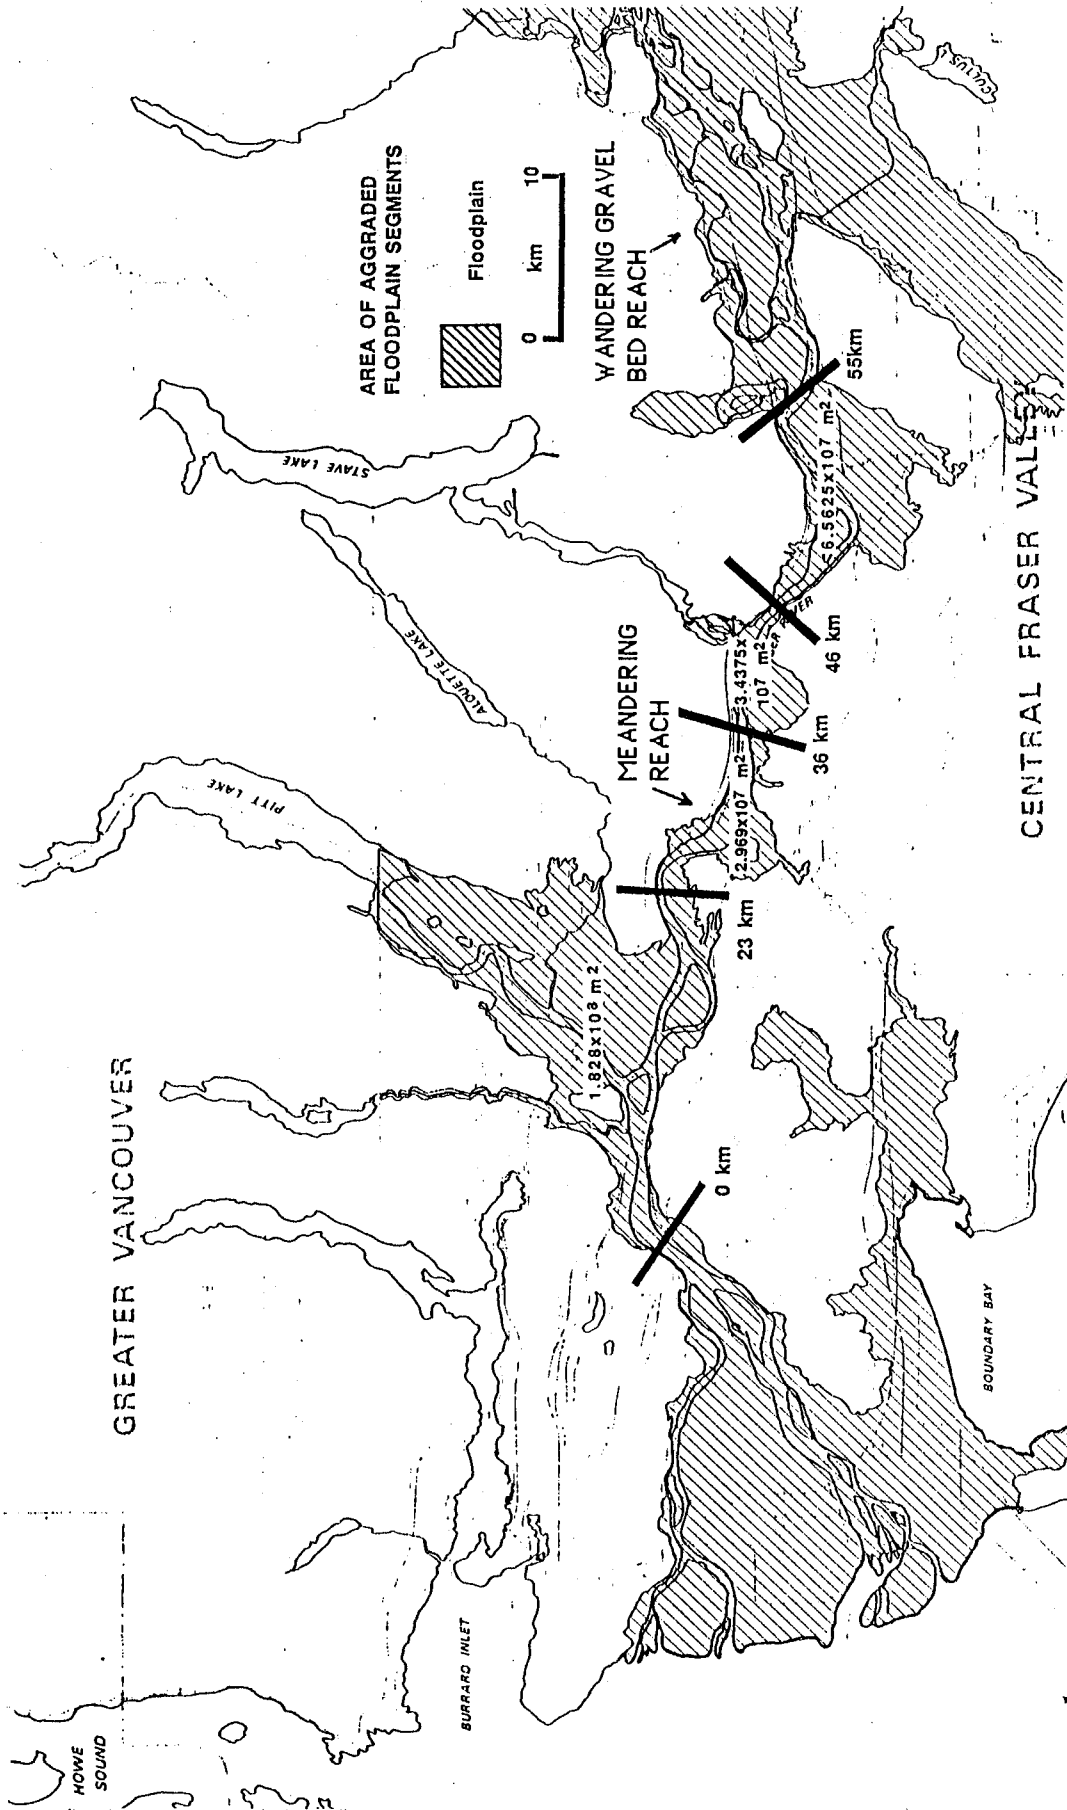 GREATER VANCOUVER
HOWE
SOUND
BURRARD INLET
PITT LAKE
ALOUETTE LAKE
STAVE LAKE
AREA OF AGGRADED
FLOODPLAIN SEGMENTS
Floodplain
0 km 10
WANDERING GRAVEL
BED REACH
MEANDERING
REACH
1.828x10⁸ m²
2.969x10⁷ m²
3.4375x
10⁷ m²
6.5625x10⁷ m²
RIVER
0 km
23 km
36 km
46 km
55km
BOUNDARY BAY
CULTUS L
CENTRAL FRASER VALLEY